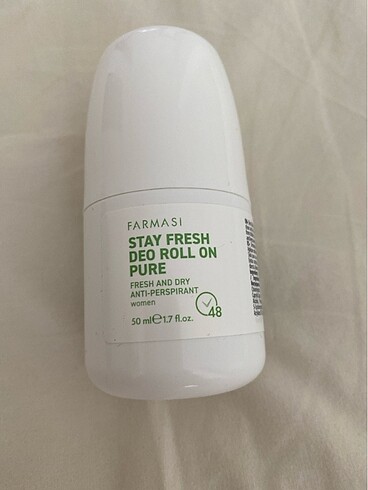 FARMASI
STAY FRESH
DEO ROLL ON
PURE
FRESH AND DRY
ANTI-PERSPIRANT
women
48
50 ml℮1.7 fl.oz.